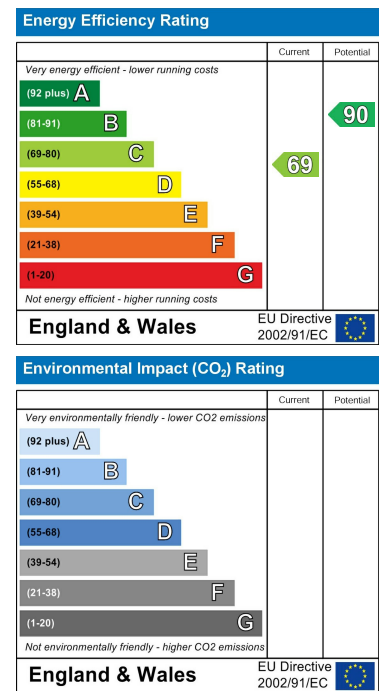 Energy Efficiency Rating
Current Potential
Very energy efficient - lower running costs
(92 plus) A
(81-91) B
90
(69-80) C
69
(55-68) D
(39-54) E
(21-38) F
(1-20) G
Not energy efficient - higher running costs
England & Wales
EU Directive
2002/91/EC
Environmental Impact (CO₂) Rating
Current Potential
Very environmentally friendly - lower CO2 emissions
(92 plus) A
(81-91) B
(69-80) C
(55-68) D
(39-54) E
(21-38) F
(1-20) G
Not environmentally friendly - higher CO2 emissions
England & Wales
EU Directive
2002/91/EC